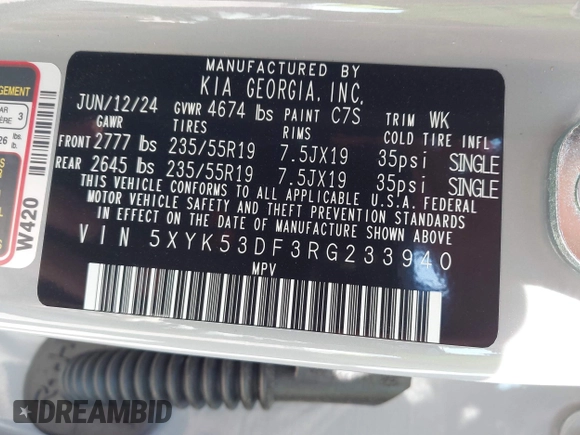 MANUFACTURED BY
KIA GEORGIA, INC.
JUN/12/24 GVWR 4674 lbs PAINT C7S TRIM WK
GAWR TIRES RIMS COLD TIRE INFL
FRONT 2777 lbs 235/55R19 7.5JX19 35psi SINGLE
REAR 2645 lbs 235/55R19 7.5JX19 35psi SINGLE
THIS VEHICLE CONFORMS TO ALL APPLICABLE U.S.A. FEDERAL
MOTOR VEHICLE SAFETY AND THEFT PREVENTION STANDARDS
IN EFFECT ON THE DATE OF MANUFACTURE SHOWN ABOVE
VIN 5XYK53DF3RG233940
MPV
W420
3
lbs.
DREAMBID